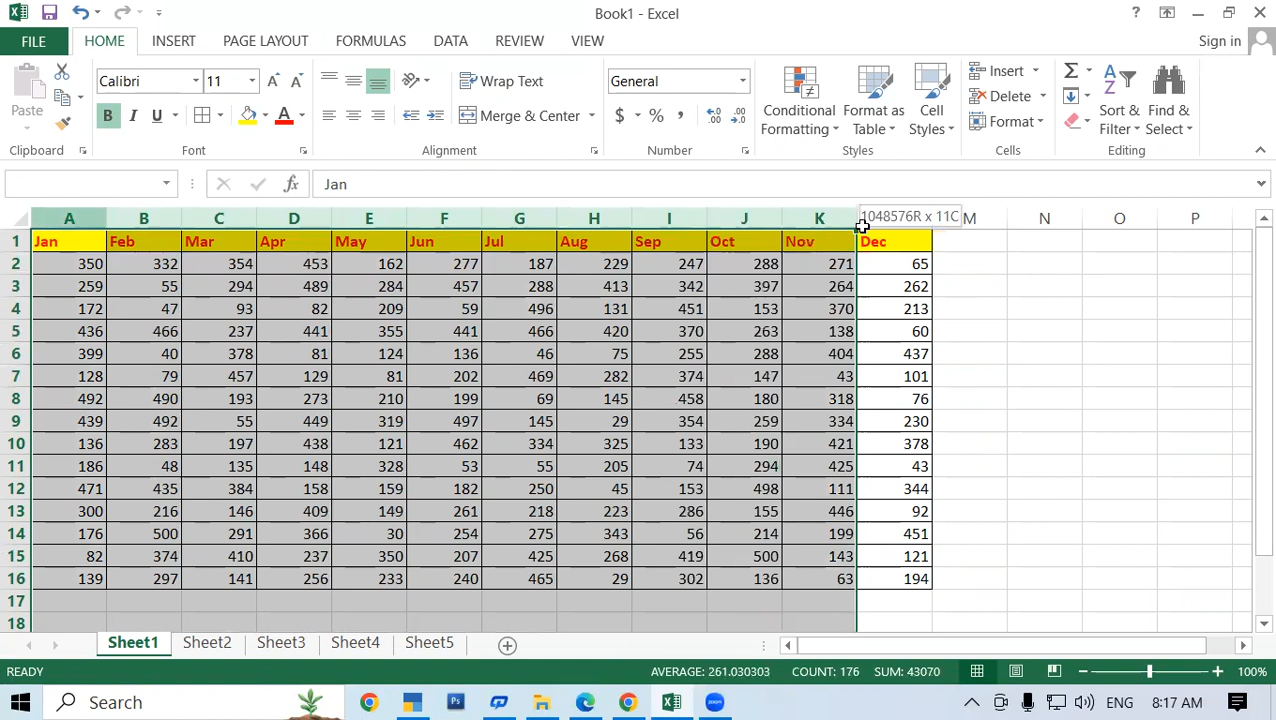 Book1 - Excel
?
FILE HOME INSERT PAGE LAYOUT FORMULAS DATA REVIEW VIEW Sign in
Paste
Calibri 11
Wrap Text
General
Insert
Delete
Format
B I U
Merge & Center
$ % ,
Conditional Formatting
Format as Table
Cell Styles
Sort & Filter
Find & Select
Clipboard Font Alignment Number Styles Cells Editing
fx Jan
1048576R x 11C
A B C D E F G H I J K M N O P
1 Jan Feb Mar Apr May Jun Jul Aug Sep Oct Nov Dec
2 350 332 354 453 162 277 187 229 247 288 271 65
3 259 55 294 489 284 457 288 413 342 397 264 262
4 172 47 93 82 209 59 496 131 451 153 370 213
5 436 466 237 441 355 441 466 420 370 263 138 60
6 399 40 378 81 124 136 46 75 255 288 404 437
7 128 79 457 129 81 202 469 282 374 147 43 101
8 492 490 193 273 210 199 69 145 458 180 318 76
9 439 492 55 449 319 497 145 29 354 259 334 230
10 136 283 197 438 121 462 334 325 133 190 421 378
11 186 48 135 148 328 53 55 205 74 294 425 43
12 471 435 384 158 159 182 250 45 153 498 111 344
13 300 216 146 409 149 261 218 223 286 155 446 92
14 176 500 291 366 30 254 275 343 56 214 199 451
15 82 374 410 237 350 207 425 268 419 500 143 121
16 139 297 141 256 233 240 465 29 302 136 63 194
17
18
Sheet1 Sheet2 Sheet3 Sheet4 Sheet5
READY AVERAGE: 261.030303 COUNT: 176 SUM: 43070 100%
Search ENG 8:17 AM